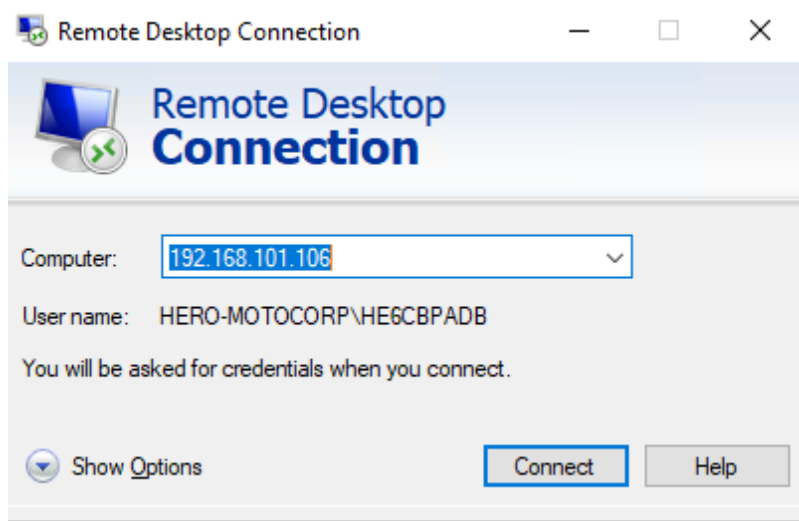 Remote Desktop Connection
Remote Desktop
Connection
Computer: 192.168.101.106
User name: HERO-MOTOCORP\HE6CBPADB
You will be asked for credentials when you connect.
Show Options Connect Help